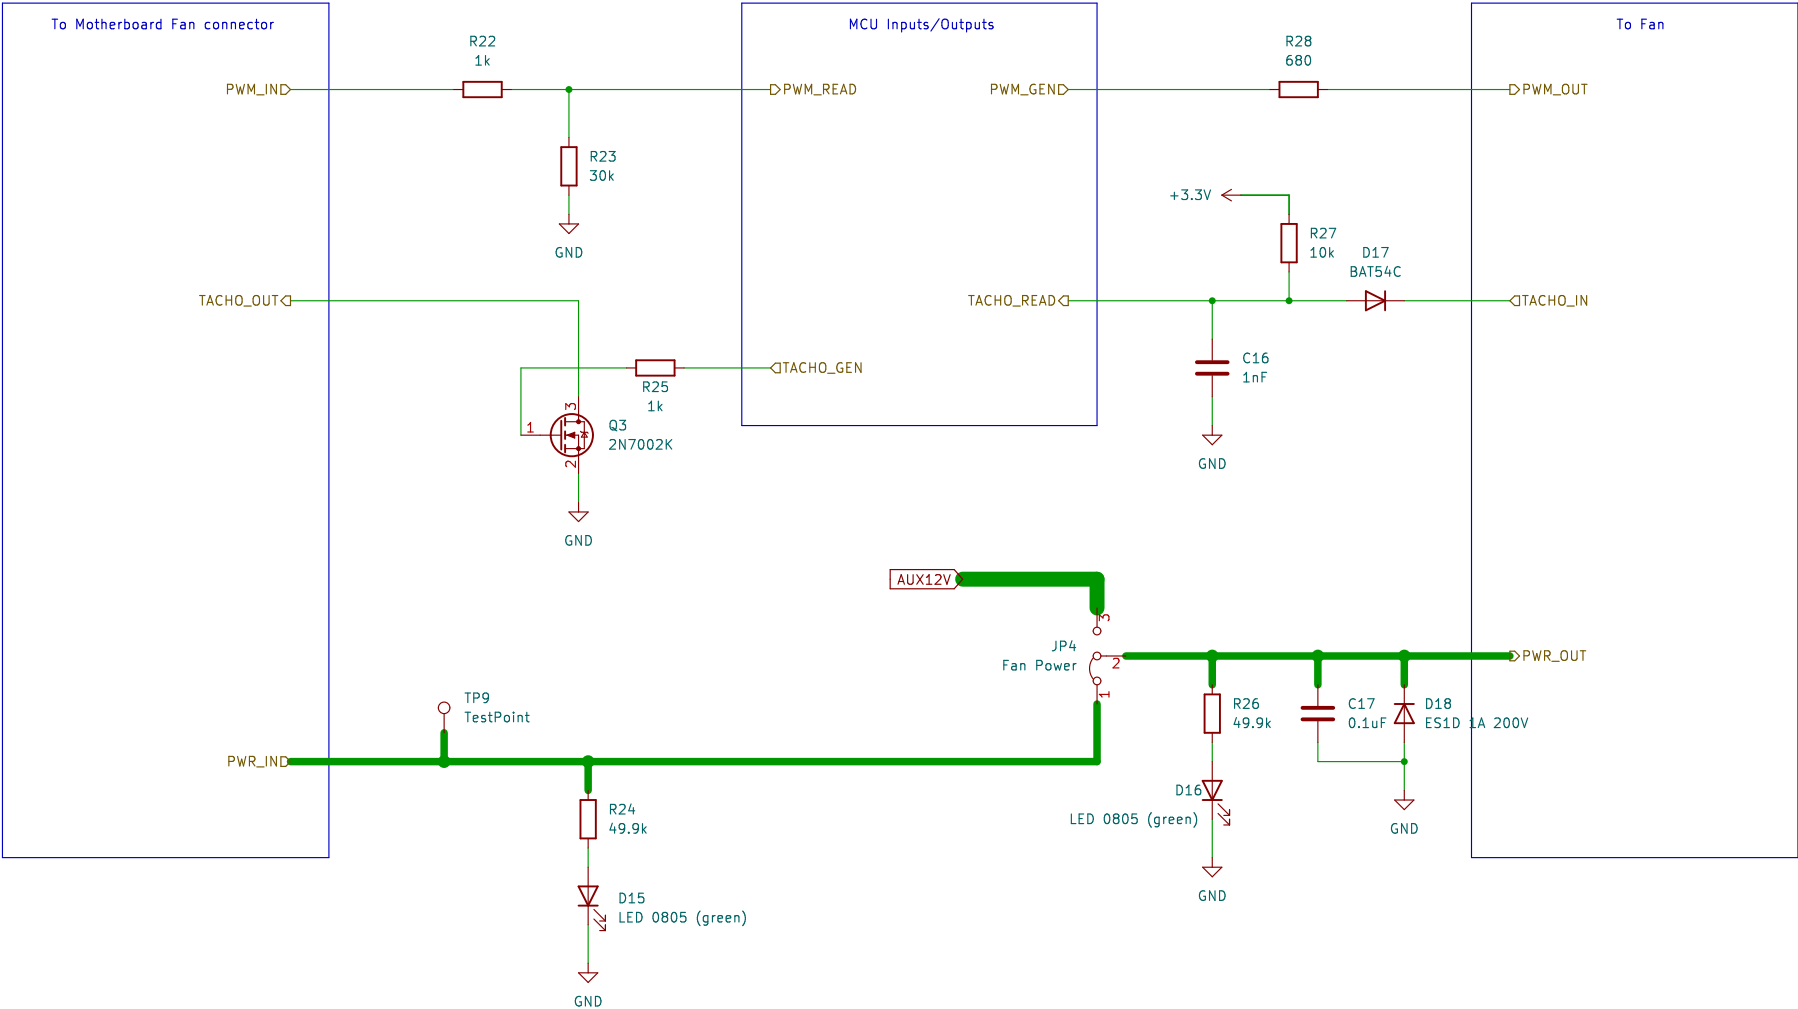 To Motherboard Fan connector
MCU Inputs/Outputs
To Fan
R22
1k
R28
680
PWM_IN
PWM_READ
PWM_GEN
PWM_OUT
R23
30k
GND
+3.3V
R27
10k
D17
BAT54C
TACHO_OUT
TACHO_READ
TACHO_IN
C16
1nF
GND
TACHO_GEN
R25
1k
3
1
2
Q3
2N7002K
GND
AUX12V
3
JP4
Fan Power
2
1
PWR_OUT
TP9
TestPoint
R26
49.9k
C17
0.1uF
D18
ES1D 1A 200V
PWR_IN
D16
LED 0805 (green)
GND
R24
49.9k
GND
D15
LED 0805 (green)
GND